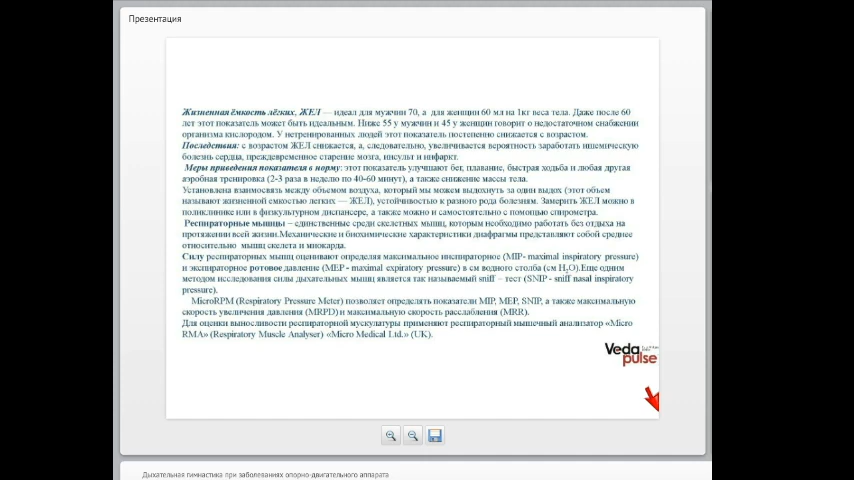 Презентация
Жизненная ёмкость лёгких, ЖЕЛ — идеал для мужчин 70, а для женщин 60 мл на 1кг веса тела. Даже после 60
лет этот показатель может быть идеальным. Ниже 55 у мужчин и 45 у женщин говорит о недостаточном снабжении
организма кислородом. У нетренированных людей этот показатель постепенно снижается с возрастом.
Последствия: с возрастом ЖЕЛ снижается, а, следовательно, увеличивается вероятность заработать ишемическую
болезнь сердца, преждевременное старение мозга, инсульт и инфаркт.
Меры приведения показателя в норму: этот показатель улучшают бег, плавание, быстрая ходьба и любая другая
аэробная тренировка (2-3 раза в неделю по 40-60 минут), а также снижение массы тела.
Установлена взаимосвязь между объемом воздуха, который мы можем выдохнуть за один выдох (этот объем
называют жизненной емкостью легких — ЖЕЛ), устойчивостью к разного рода болезням. Замерить ЖЕЛ можно в
поликлинике или в физкультурном диспансере, а также можно и самостоятельно с помощью спирометра.
Респираторные мышцы – единственные среди скелетных мышц, которым необходимо работать без отдыха на
протяжении всей жизни.Механические и биохимические характеристики диафрагмы представляют собой среднее
относительно мышц скелета и миокарда.
Силу респираторных мышц оценивают определяя максимальное инспираторное (MIP- maximal inspiratory pressure)
и экспираторное ротовое давление (MEP - maximal expiratory pressure) в см водного столба (см H₂O).Еще одним
методом исследования силы дыхательных мышц является так называемый sniff – тест (SNIP - sniff nasal inspiratory
pressure).
MicroRPM (Respiratory Pressure Meter) позволяет определять показатели MIP, MEP, SNIP, а также максимальную
скорость увеличения давления (MRPD) и максимальную скорость расслабления (MRR).
Для оценки выносливости респираторной мускулатуры применяют респираторный мышечный анализатор «Micro
RMA» (Respiratory Muscle Analyser) «Micro Medical Ltd.» (UK).
Veda
pulse
Дыхательная гимнастика при заболеваниях опорно-двигательного аппарата